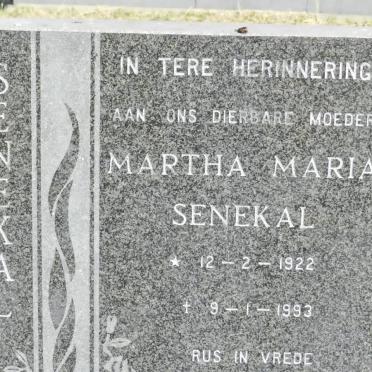 IN TERE HERINNERING
AAN ONS DIERBARE MOEDER
MARTHA MARIA
SENEKAL
★ 12-2-1922
† 9-1-1993
RUS IN VREDE